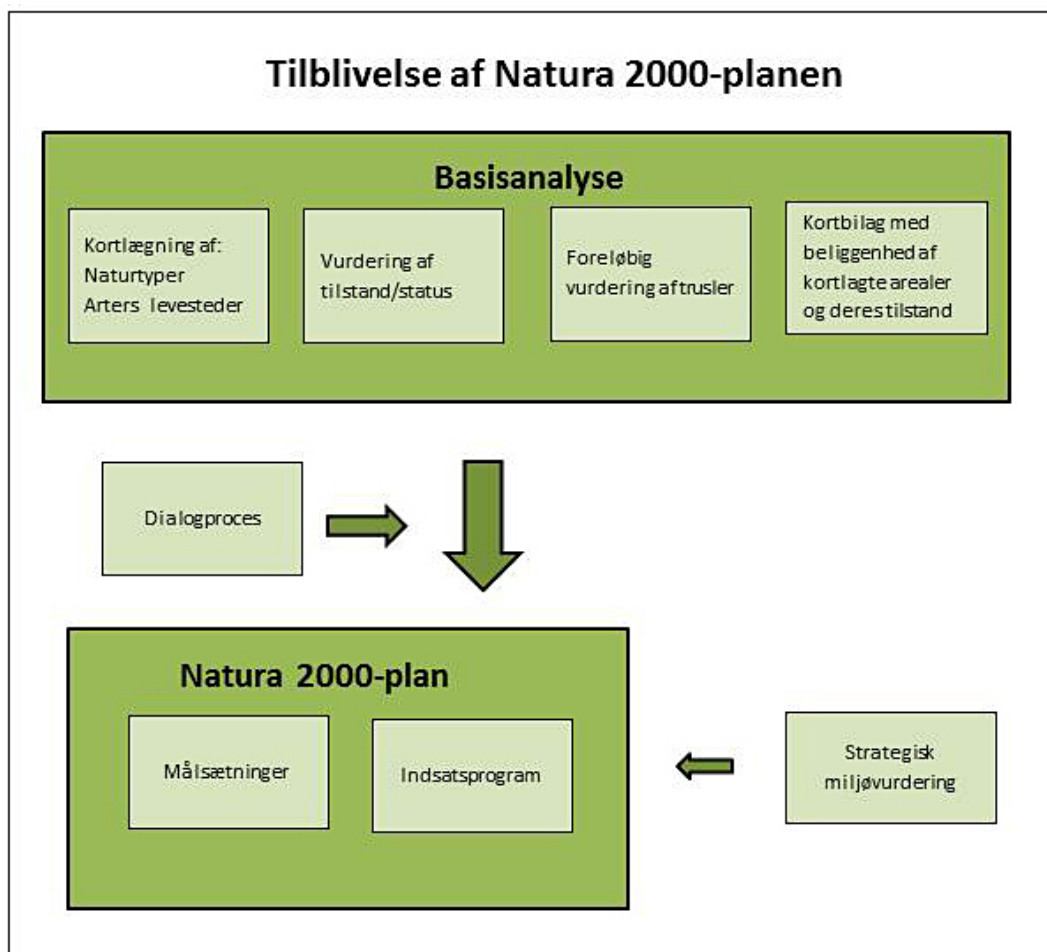 Tilblivelse af Natura 2000-planen
Basisanalyse
Kortlægning af:
Naturtyper
Arters levesteder
Vurdering af
tilstand/status
Foreløbig
vurdering af trusler
Kortbilag med
beliggenhed af
kortlagte arealer
og deres tilstand
Dialogproces
Natura 2000-plan
Målsætninger
Indsatsprogram
Strategisk
miljøvurdering